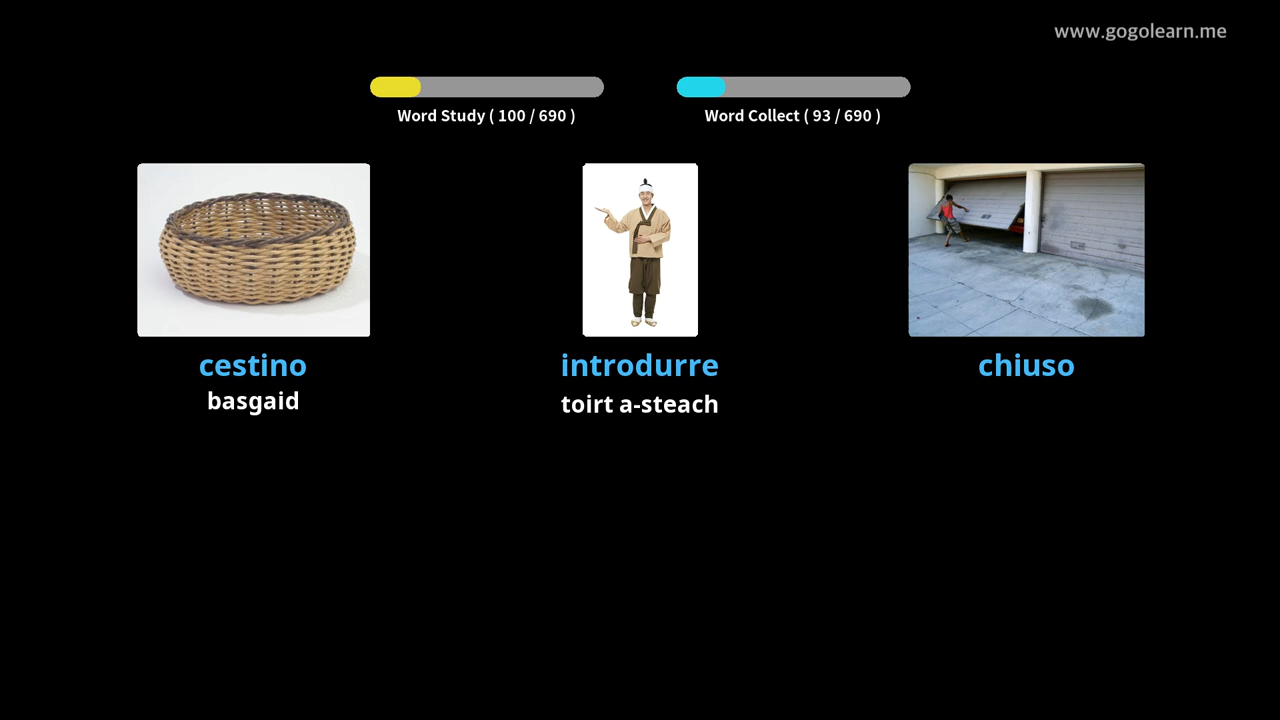 www.gogolearn.me
Word Study ( 100 / 690 )
Word Collect ( 93 / 690 )
cestino
basgaid
introdurre
toirt a-steach
chiuso